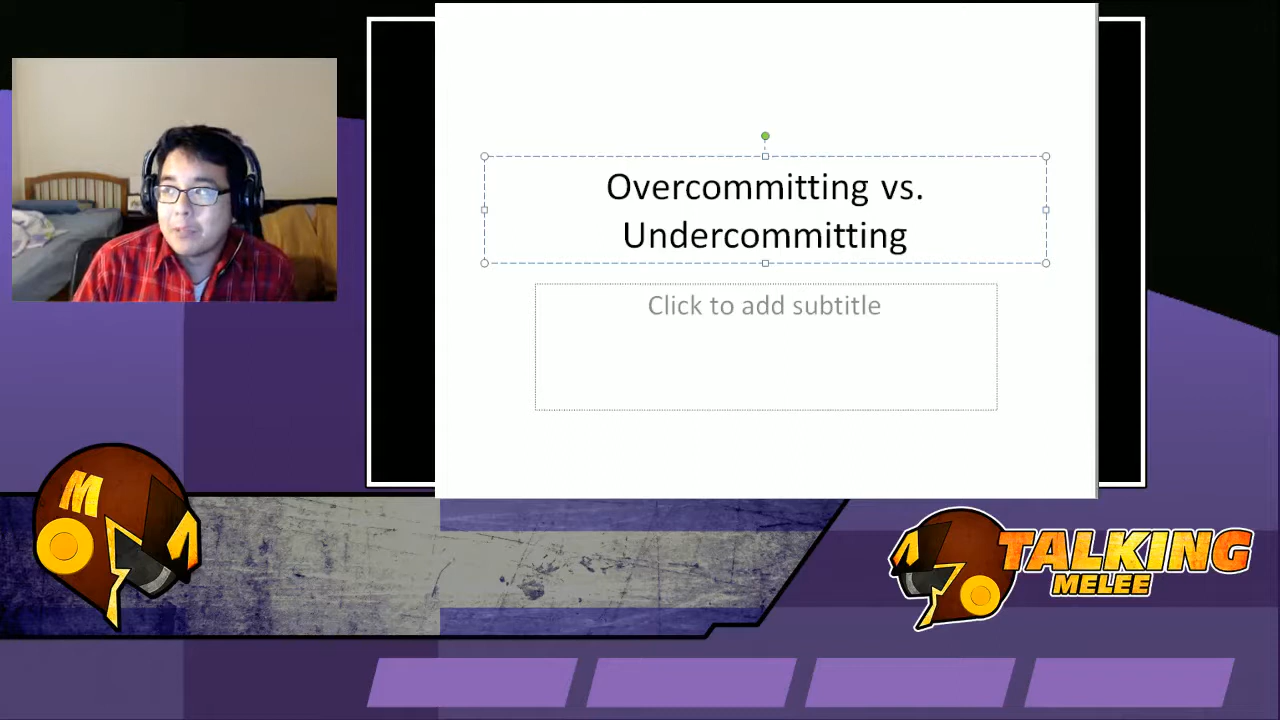 Overcommitting vs.
Undercommitting
Click to add subtitle
M
TALKING
MELEE